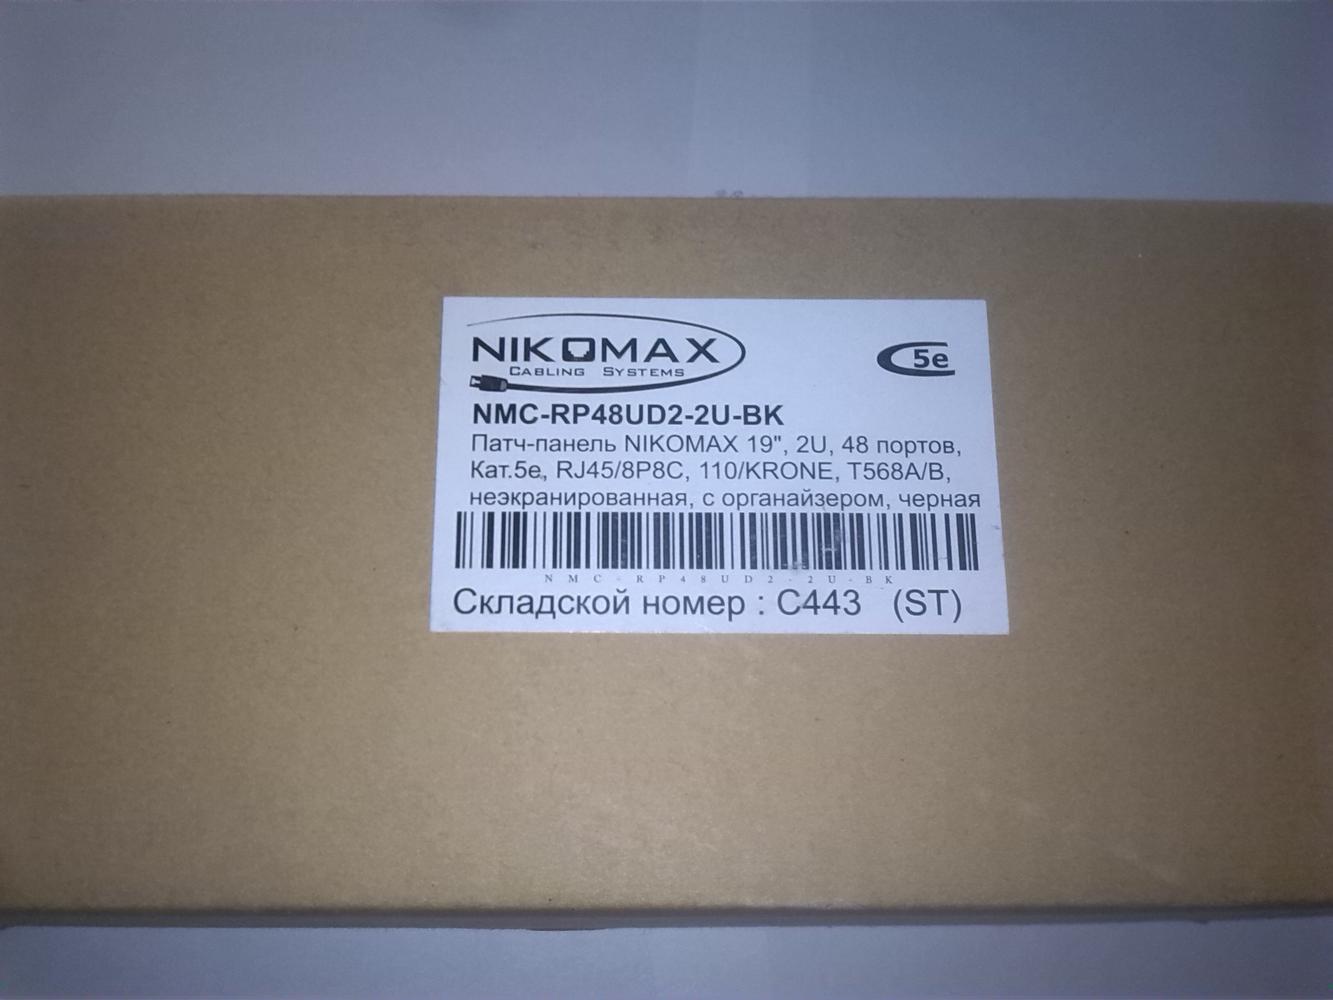 NIKOMAX
CABLING SYSTEMS
5e
NMC-RP48UD2-2U-BK
Патч-панель NIKOMAX 19", 2U, 48 портов,
Кат.5е, RJ45/8P8C, 110/KRONE, T568A/B,
неэкранированная, с органайзером, черная
NMC-RP48UD2-2U-BK
Складской номер : C443 (ST)